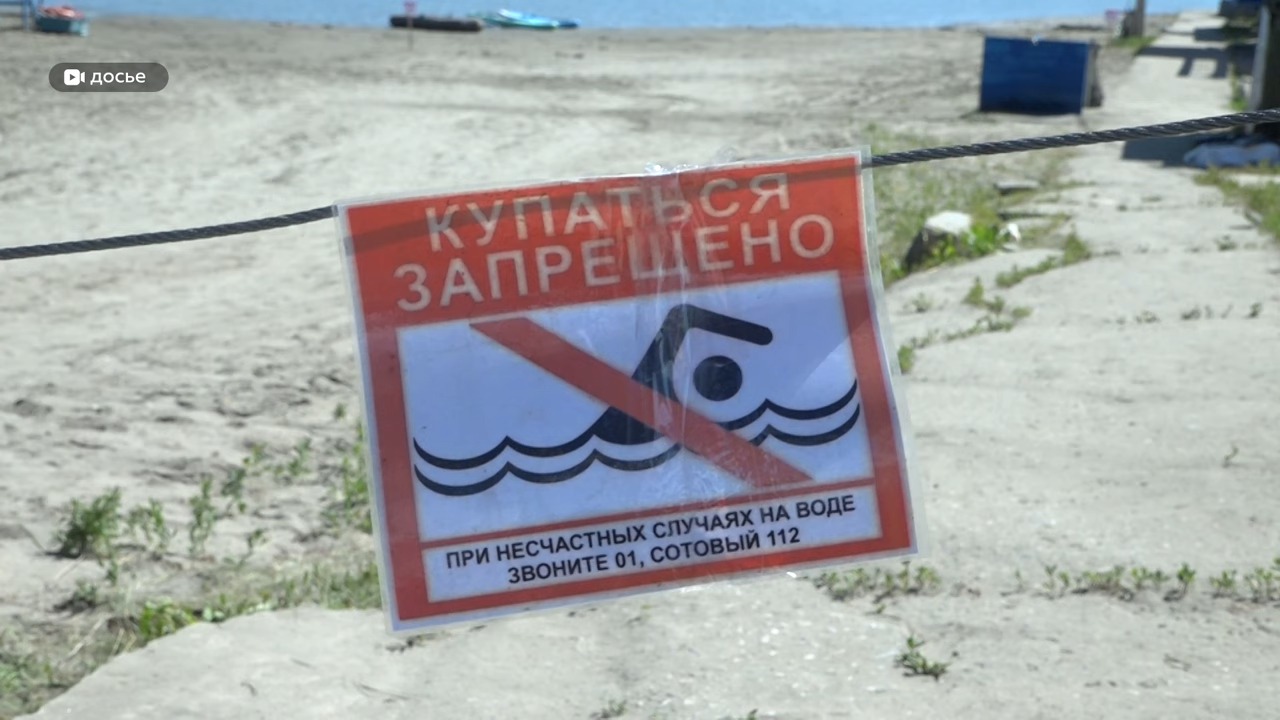 досье
КУПАТЬСЯ
ЗАПРЕЩЕНО
ПРИ НЕСЧАСТНЫХ СЛУЧАЯХ НА ВОДЕ
ЗВОНИТЕ 01, СОТОВЫЙ 112